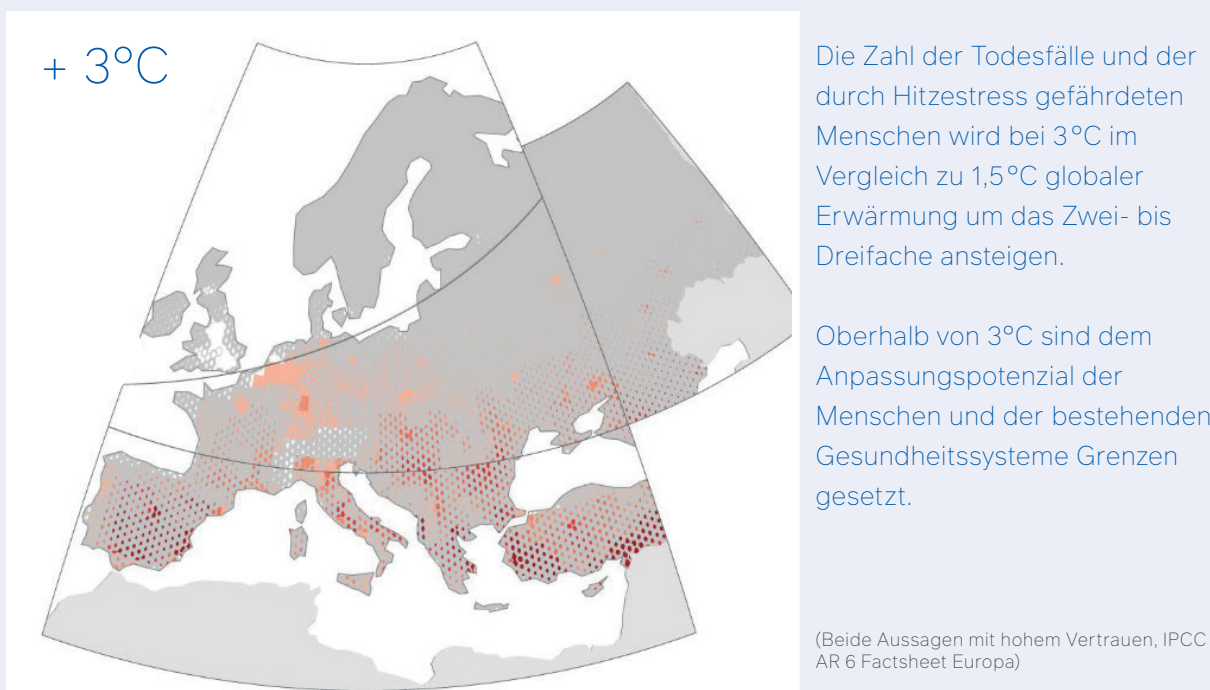 + 3°C
Die Zahl der Todesfälle und der
durch Hitzestress gefährdeten
Menschen wird bei 3°C im
Vergleich zu 1,5°C globaler
Erwärmung um das Zwei- bis
Dreifache ansteigen.
Oberhalb von 3°C sind dem
Anpassungspotenzial der
Menschen und der bestehenden
Gesundheitssysteme Grenzen
gesetzt.
(Beide Aussagen mit hohem Vertrauen, IPCC
AR 6 Factsheet Europa)